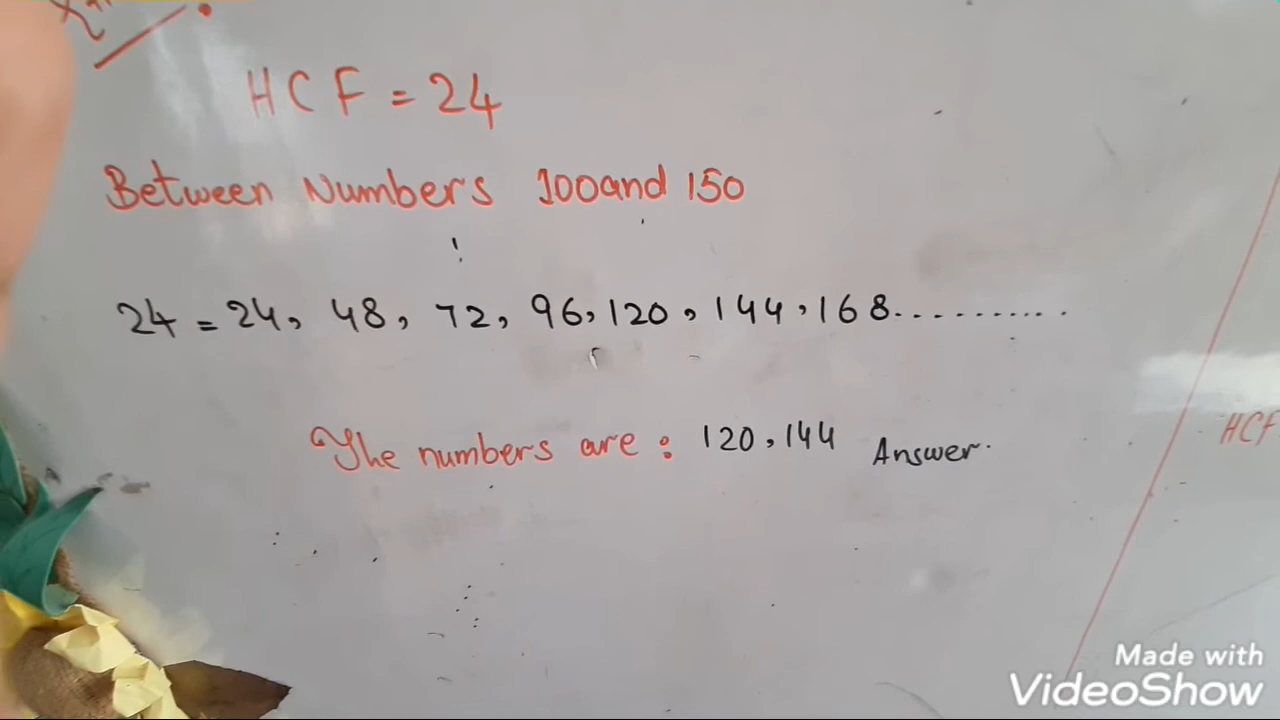 HCF = 24
Between Numbers 100 and 150
24 = 24, 48, 72, 96, 120, 144, 168..........
The numbers are : 120, 144 Answer.
HCF
Made with
VideoShow